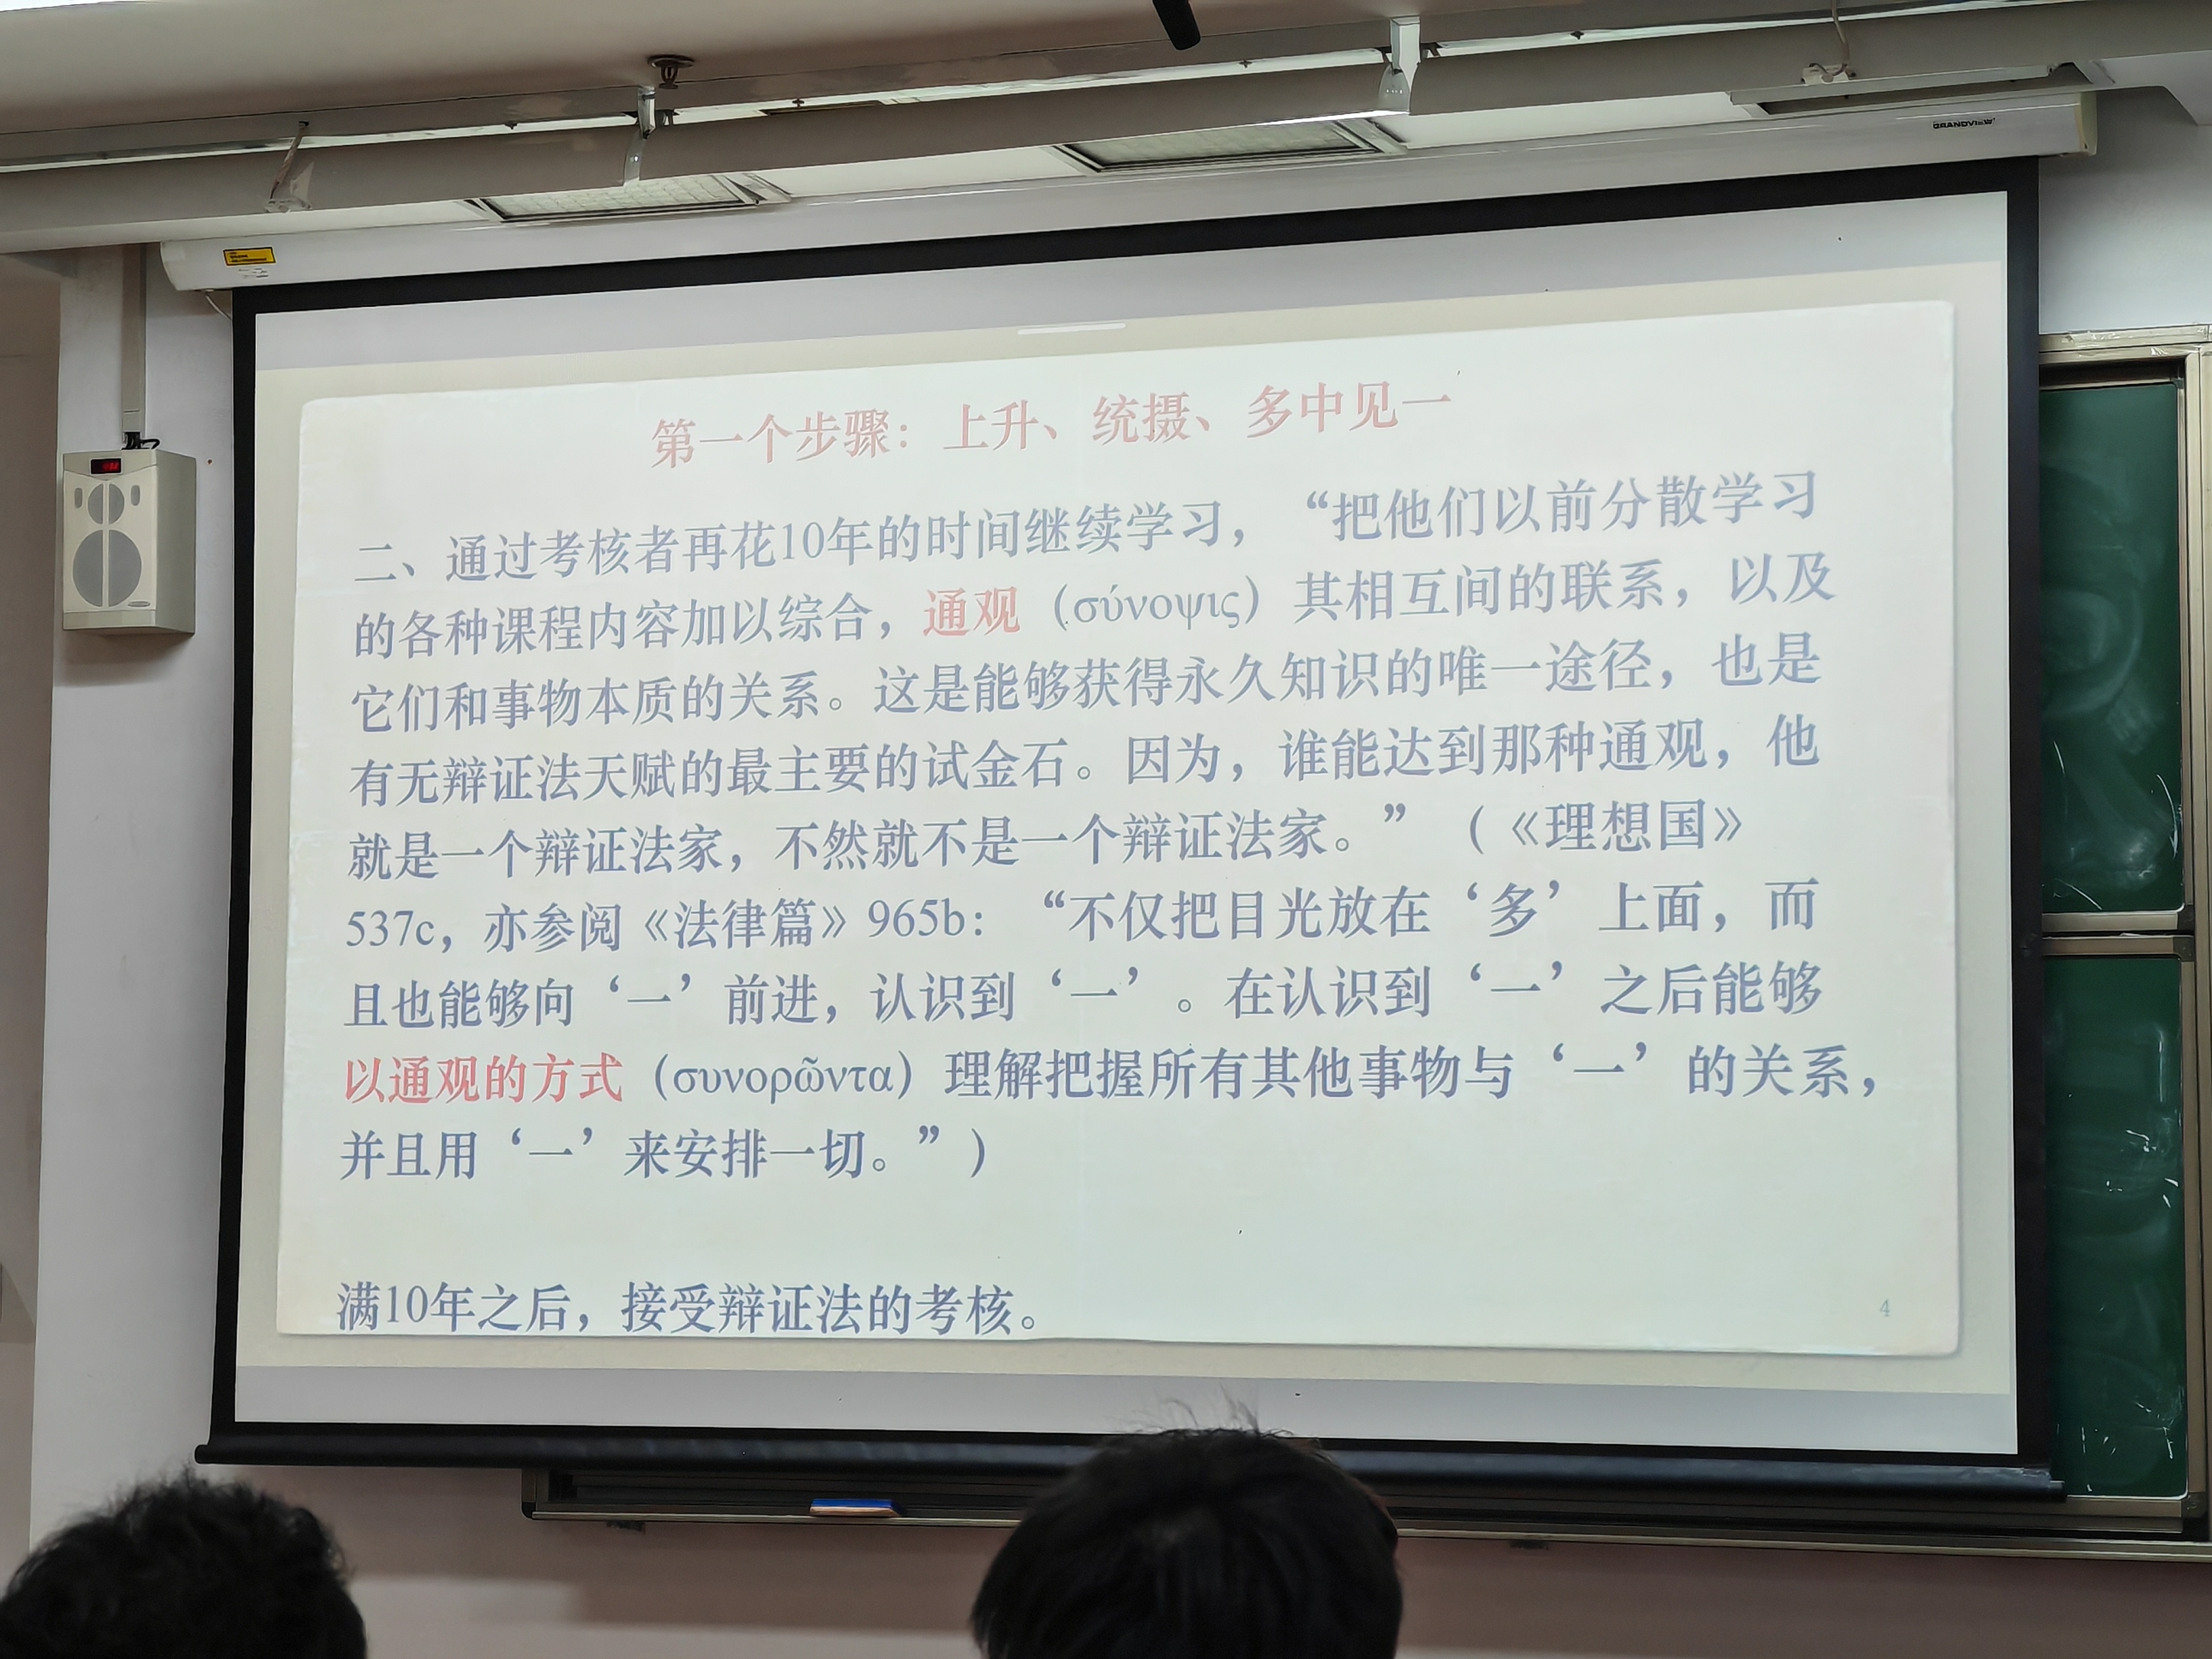 GRANDVIEW
第一个步骤：上升、统摄、多中见一
二、通过考核者再花10年的时间继续学习，“把他们以前分散学习
的各种课程内容加以综合，通观（σύνοψις）其相互间的联系，以及
它们和事物本质的关系。这是能够获得永久知识的唯一途径，也是
有无辩证法天赋的最主要的试金石。因为，谁能达到那种通观，他
就是一个辩证法家，不然就不是一个辩证法家。”（《理想国》
537c，亦参阅《法律篇》965b：“不仅把目光放在‘多’上面，而
且也能够向‘一’前进，认识到‘一’。在认识到‘一’之后能够
以通观的方式（συνορῶντα）理解把握所有其他事物与‘一’的关系，
并且用‘一’来安排一切。”)
满10年之后，接受辩证法的考核。
4